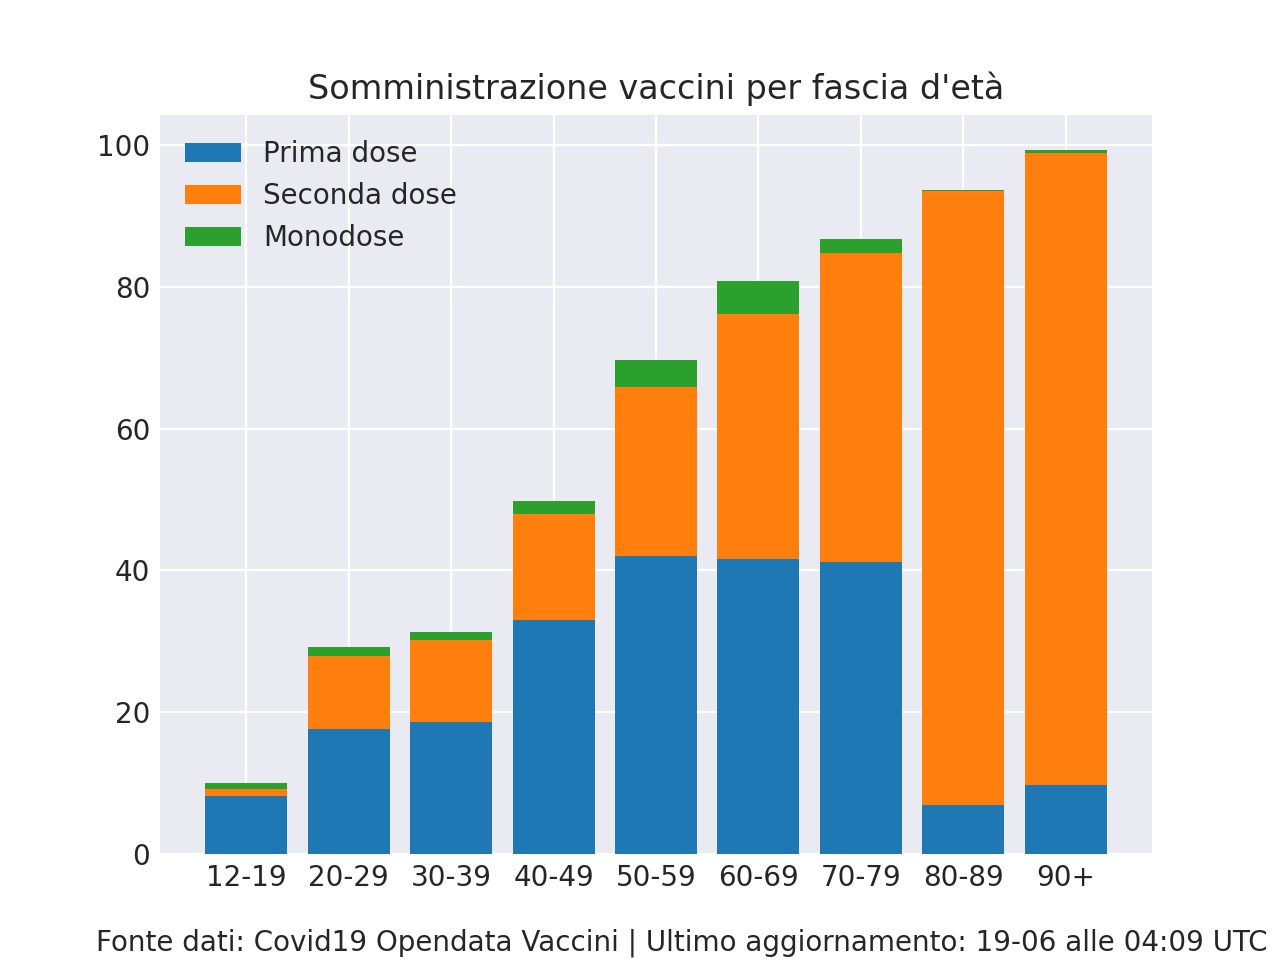 Somministrazione vaccini per fascia d'età
Prima dose
Seconda dose
Monodose
100
80
60
40
20
0
12-19 20-29 30-39 40-49 50-59 60-69 70-79 80-89 90+
Fonte dati: Covid19 Opendata Vaccini | Ultimo aggiornamento: 19-06 alle 04:09 UTC